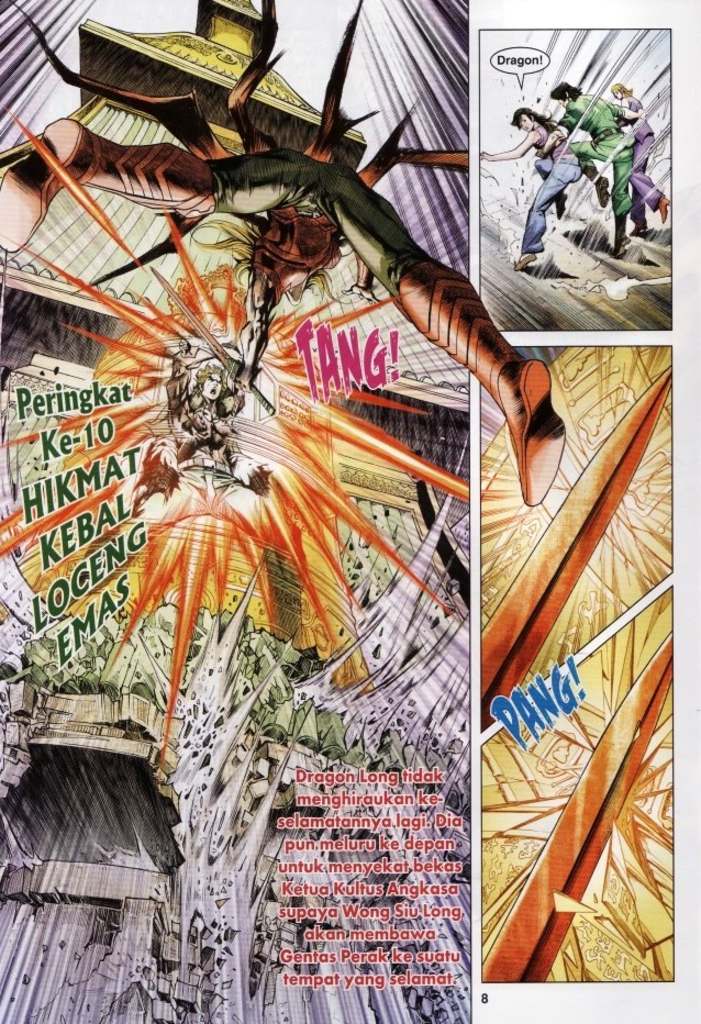 Peringkat
Ke-10
HIKMAT
KEBAL
LOCENG
EMAS
TANG!
Dragon Long tidak
menghiraukan ke-
selamatannya lagi. Dia
pun meluru ke depan
untuk menyekat bekas
Ketua Kultus Angkasa
supaya Wong Siu Long
akan membawa
Gentas Perak ke suatu
tempat yang selamat.
Dragon!
PANG!
8